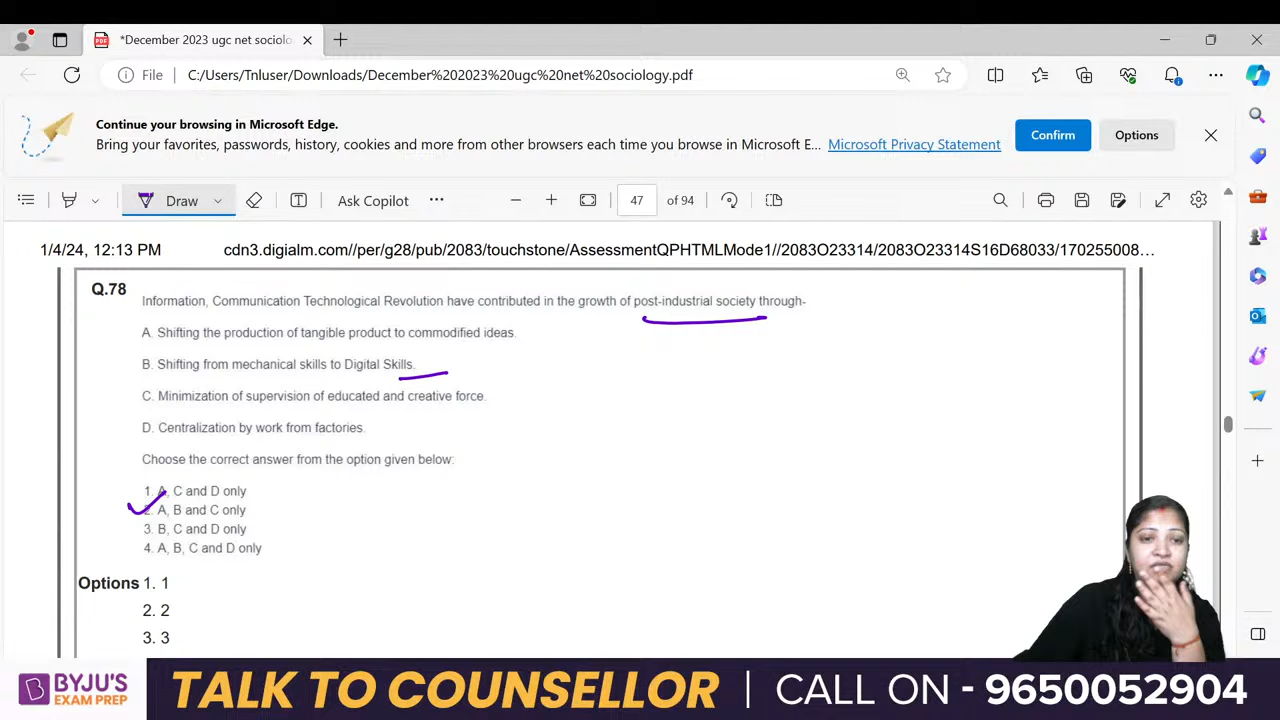 *December 2023 ugc net sociolo
File C:/Users/Tnluser/Downloads/December%202023%20ugc%20net%20sociology.pdf
Continue your browsing in Microsoft Edge.
Bring your favorites, passwords, history, cookies and more from other browsers each time you browse in Microsoft E... Microsoft Privacy Statement
Confirm
Options
Draw
Ask Copilot
47 of 94
1/4/24, 12:13 PM cdn3.digialm.com//per/g28/pub/2083/touchstone/AssessmentQPHTMLMode1//2083O23314/2083O23314S16D68033/170255008...
Q.78
Information, Communication Technological Revolution have contributed in the growth of post-industrial society through-
A. Shifting the production of tangible product to commodified ideas.
B. Shifting from mechanical skills to Digital Skills.
C. Minimization of supervision of educated and creative force.
D. Centralization by work from factories.
Choose the correct answer from the option given below:
1. A, C and D only
2. A, B and C only
3. B, C and D only
4. A, B, C and D only
Options 1. 1
2. 2
3. 3
BYJU'S
EXAM PREP
TALK TO COUNSELLOR | CALL ON - 9650052904